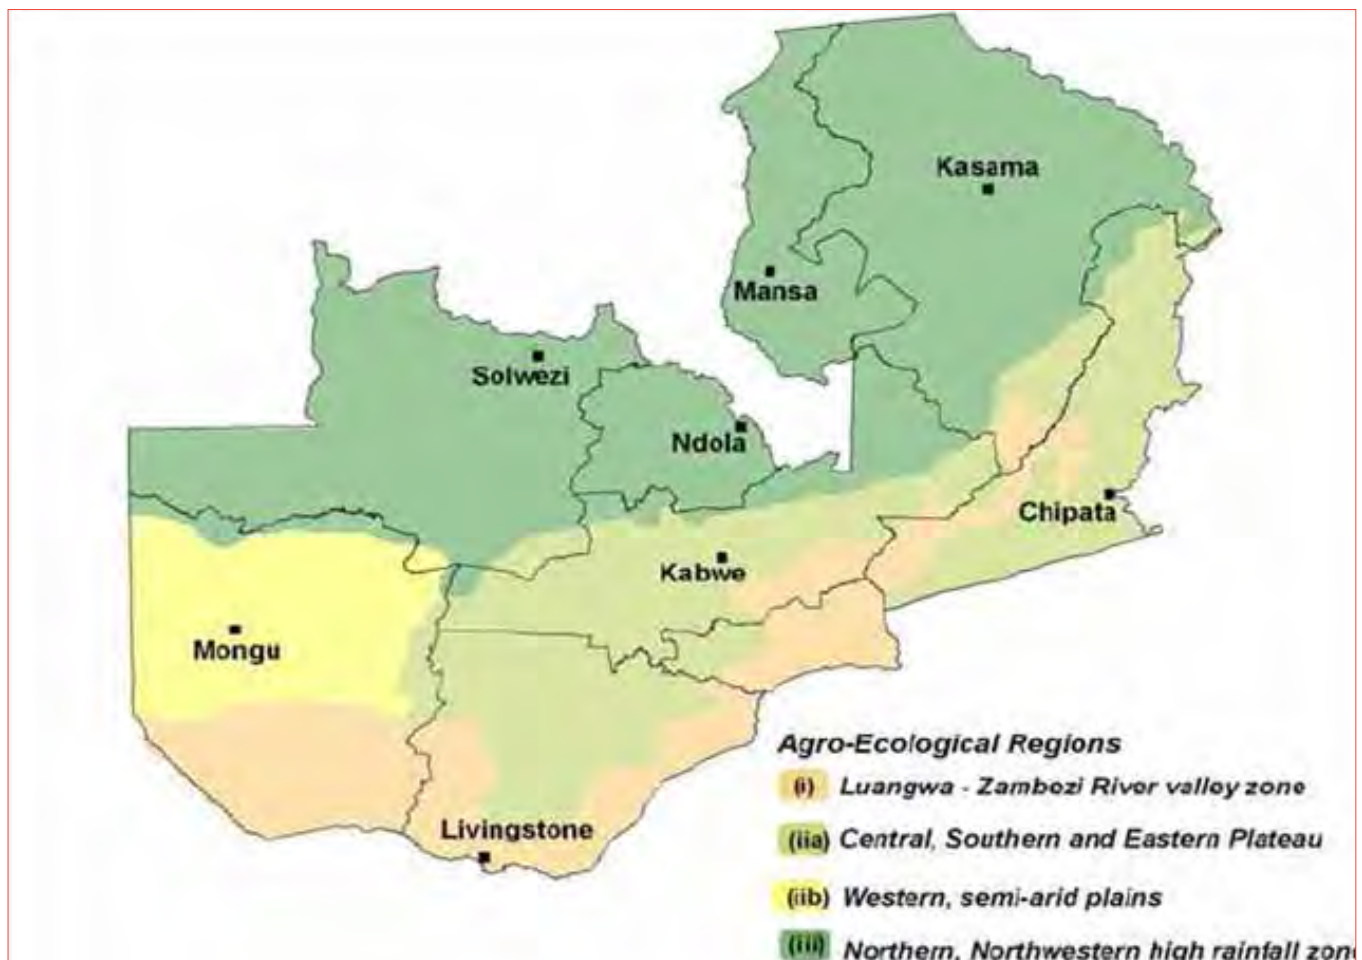 Kasama
Mansa
Solwezi
Ndola
Chipata
Kabwe
Mongu
Agro-Ecological Regions
(i) Luangwa - Zambezi River valley zone
(iia) Central, Southern and Eastern Plateau
Livingstone
(iib) Western, semi-arid plains
(iii) Northern, Northwestern high rainfall zon